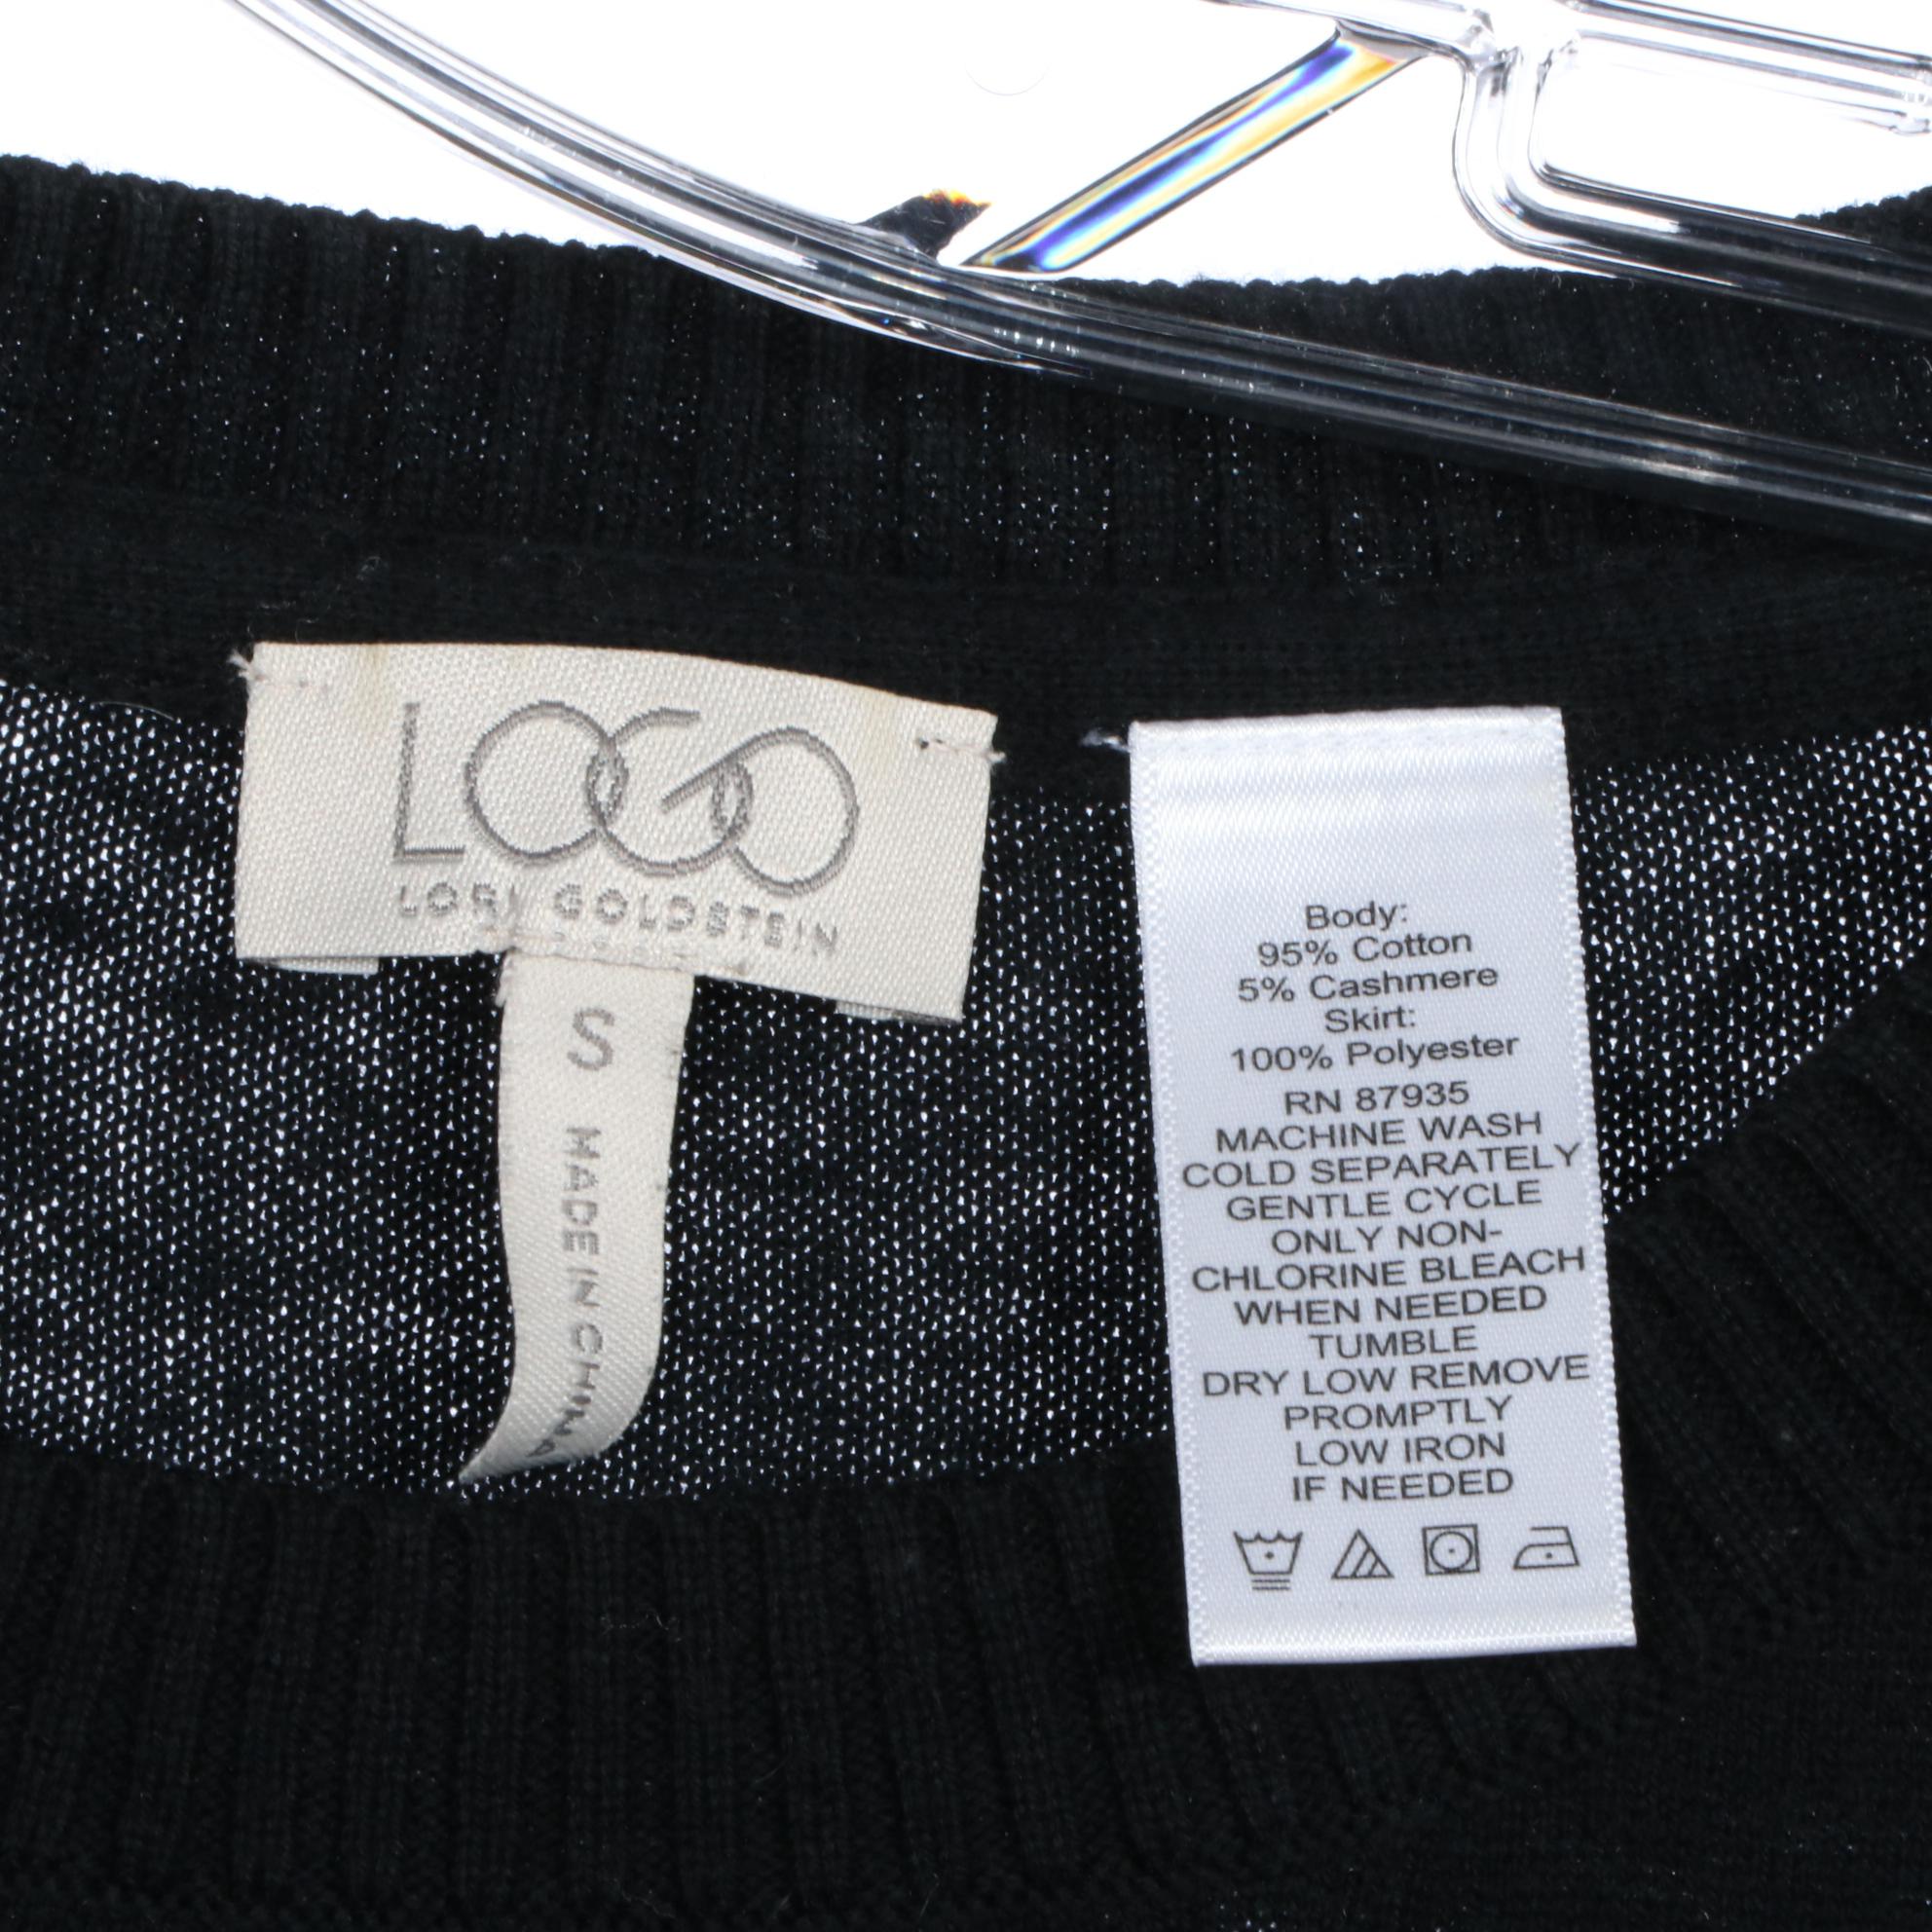 LOGO
LORI GOLDSTEIN
S
MADE IN CHINA
Body:
95% Cotton
5% Cashmere
Skirt:
100% Polyester
RN 87935
MACHINE WASH
COLD SEPARATELY
GENTLE CYCLE
ONLY NON-
CHLORINE BLEACH
WHEN NEEDED
TUMBLE
DRY LOW REMOVE
PROMPTLY
LOW IRON
IF NEEDED